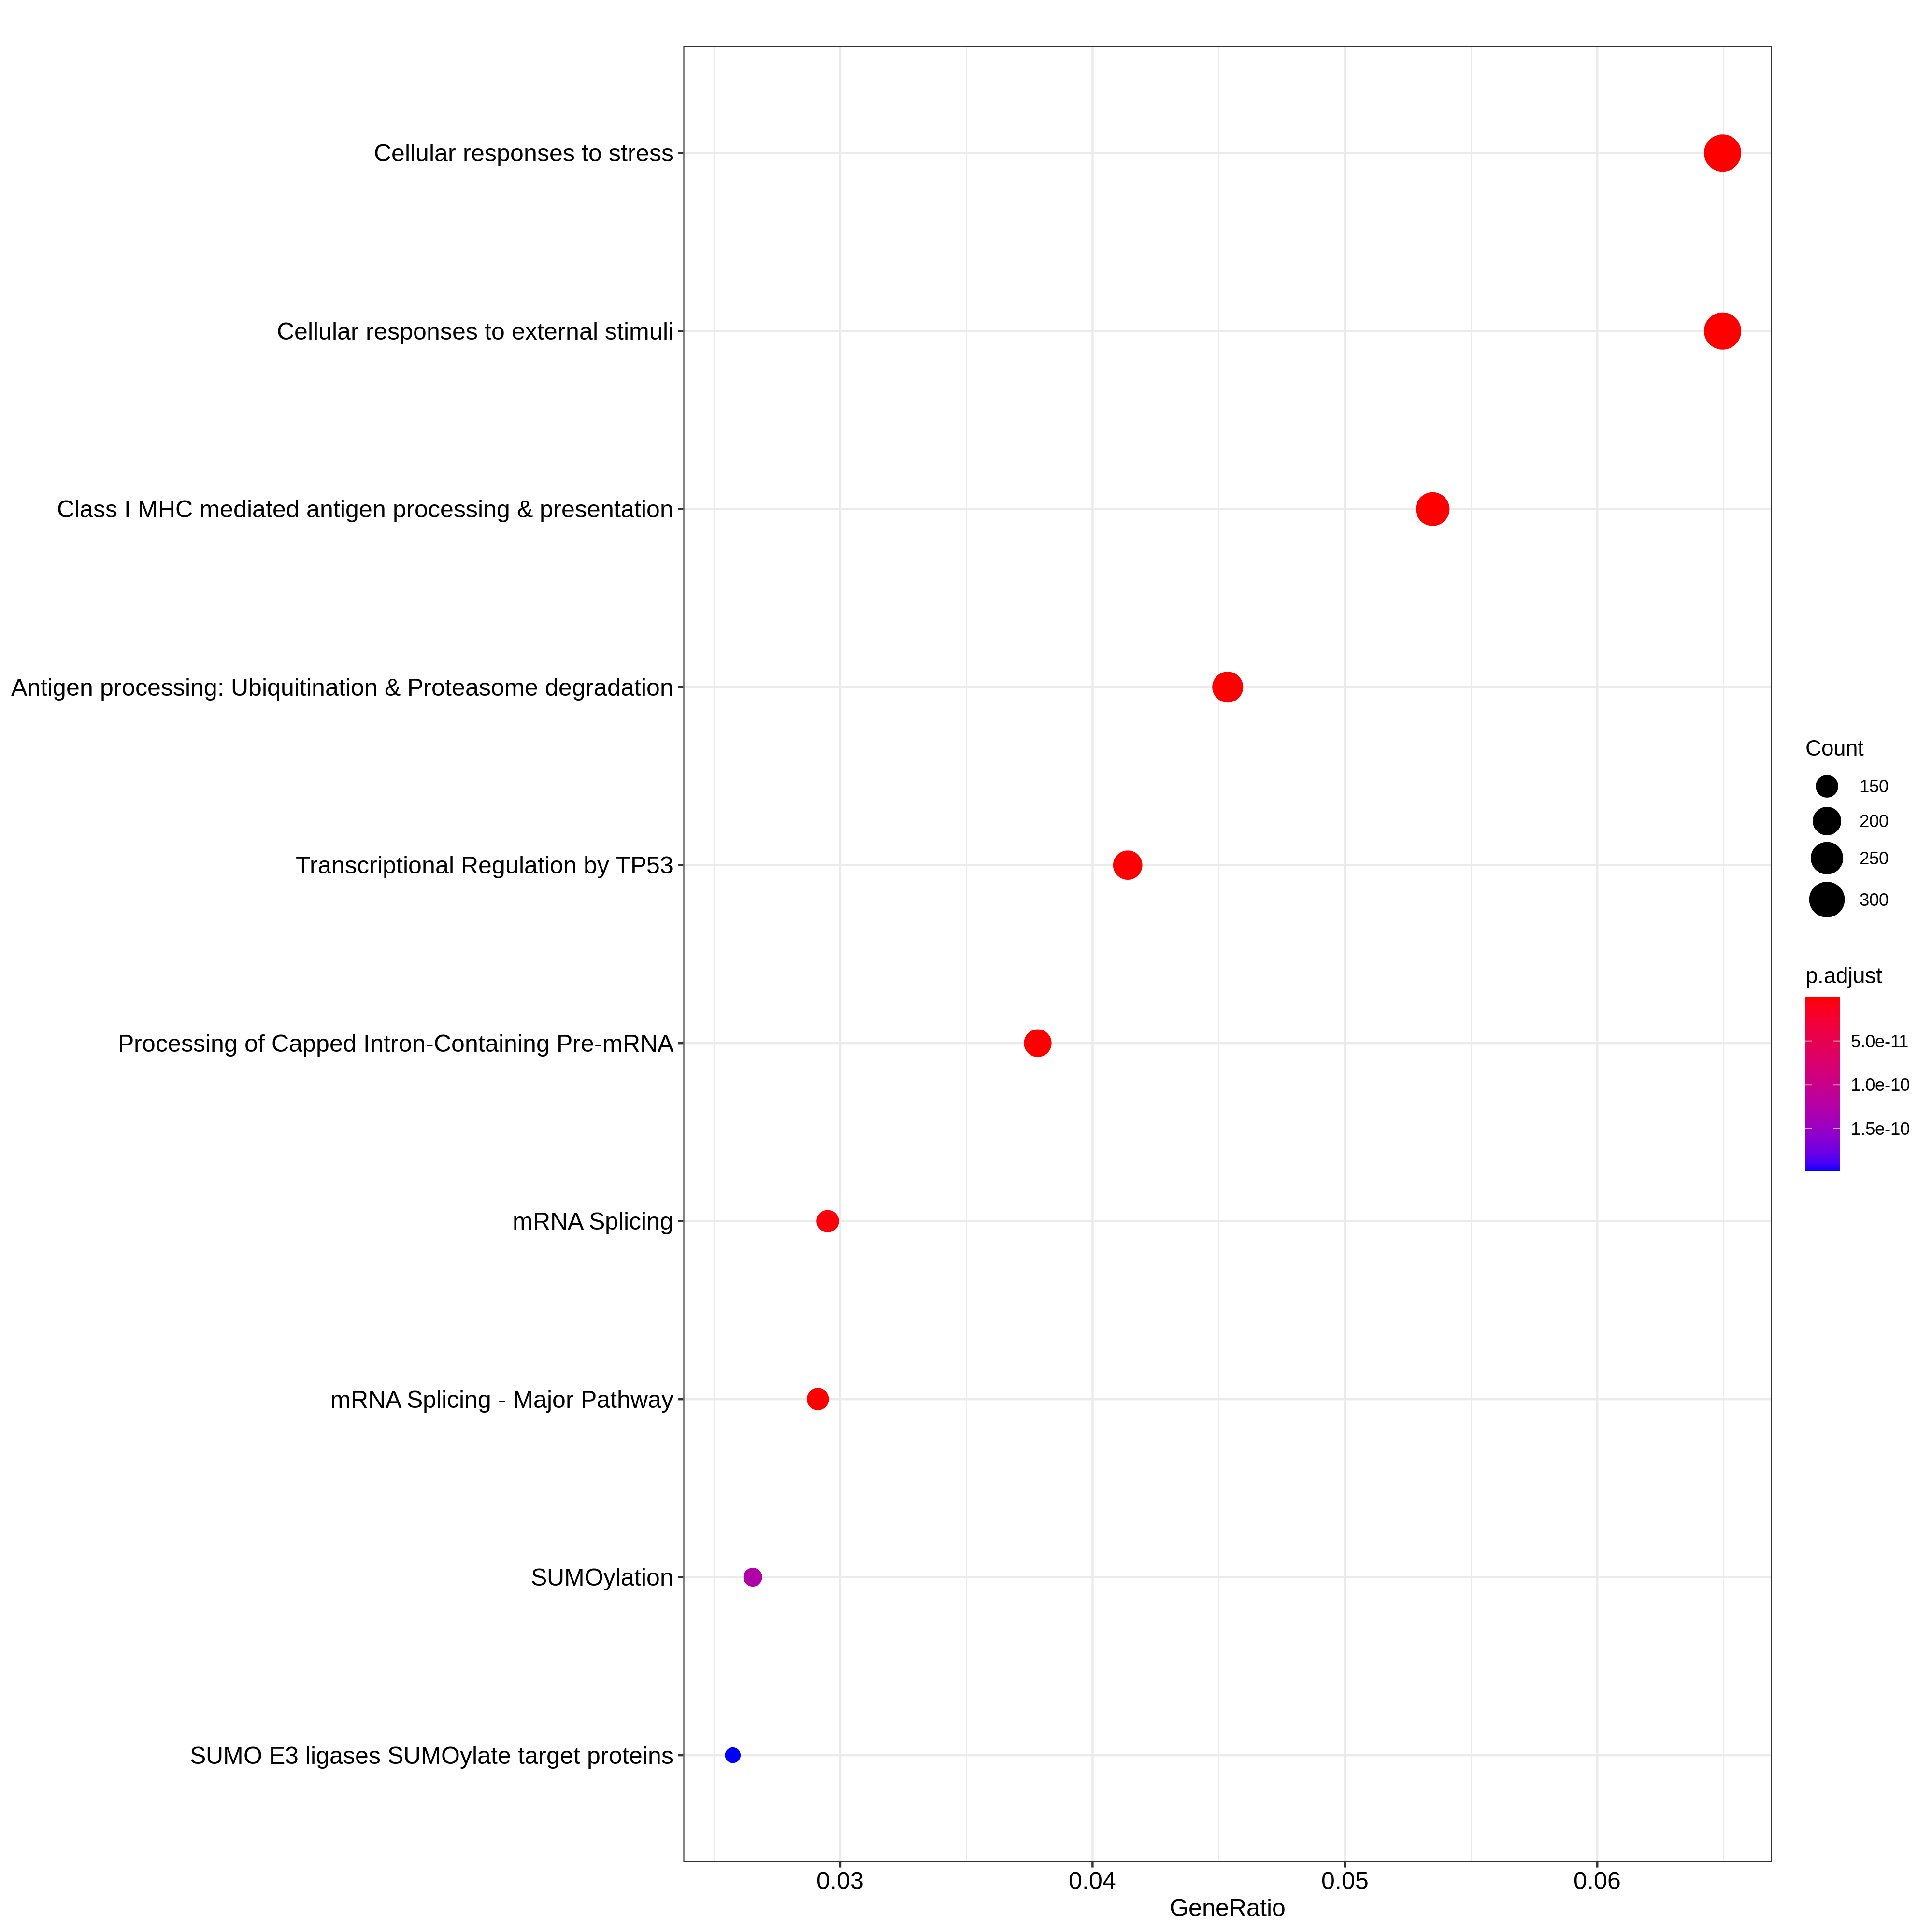 Cellular responses to stress
Cellular responses to external stimuli
Class I MHC mediated antigen processing & presentation
Antigen processing: Ubiquitination & Proteasome degradation
Transcriptional Regulation by TP53
Processing of Capped Intron-Containing Pre-mRNA
mRNA Splicing
mRNA Splicing - Major Pathway
SUMOylation
SUMO E3 ligases SUMOylate target proteins
0.03 0.04 0.05 0.06
GeneRatio
Count
150
200
250
300
p.adjust
5.0e-11
1.0e-10
1.5e-10